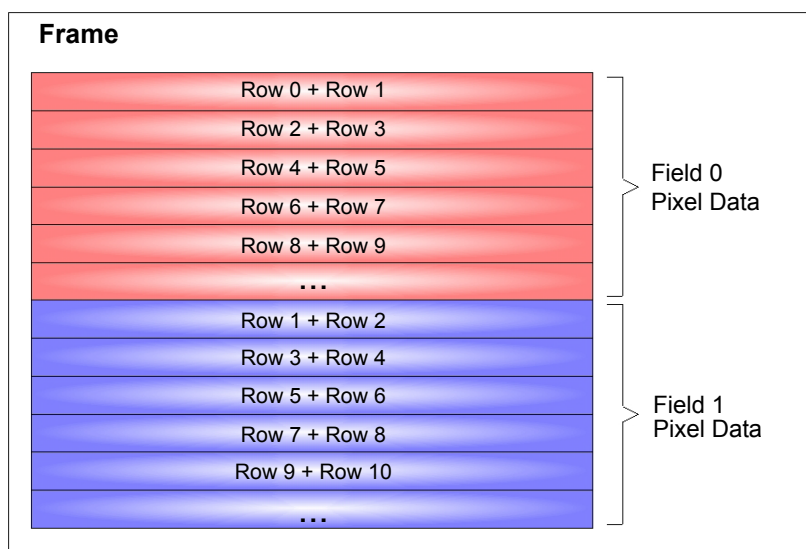 Frame
Row 0 + Row 1
Row 2 + Row 3
Row 4 + Row 5
Row 6 + Row 7
Row 8 + Row 9
...
Field 0
Pixel Data
Row 1 + Row 2
Row 3 + Row 4
Row 5 + Row 6
Row 7 + Row 8
Row 9 + Row 10
...
Field 1
Pixel Data